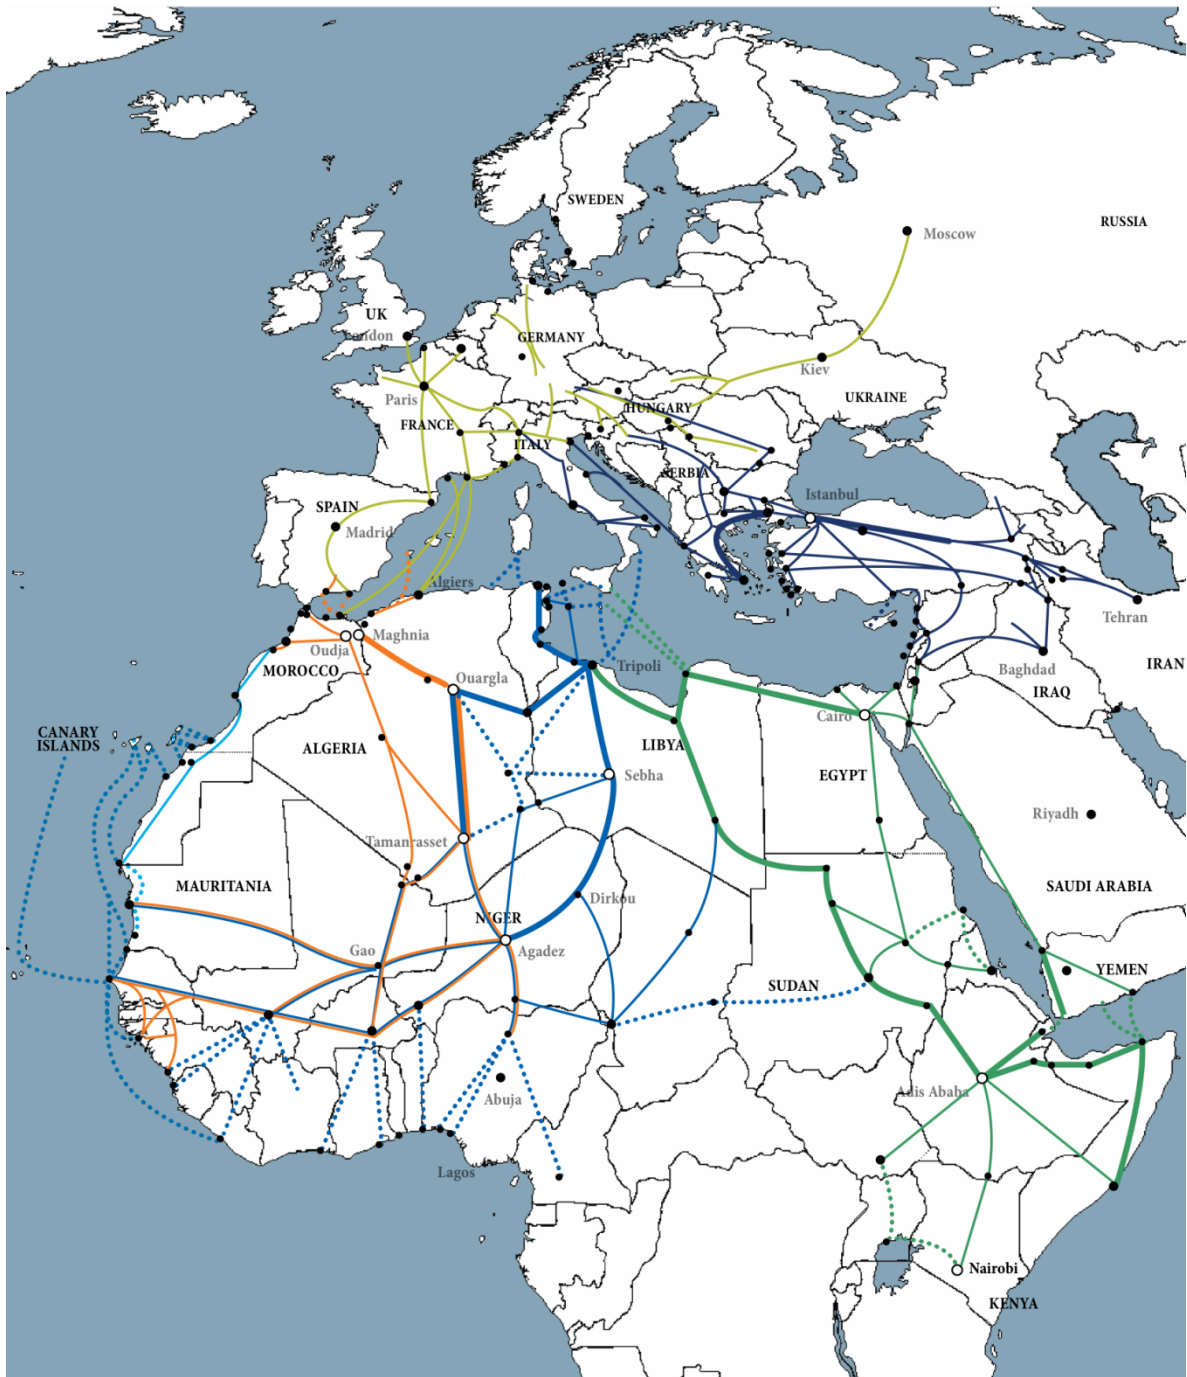 SWEDEN
RUSSIA
Moscow
UK
London
GERMANY
Kiev
UKRAINE
Paris
HUNGARY
FRANCE
ITALY
SERBIA
Istanbul
SPAIN
Madrid
Algiers
Tehran
Maghnia
Oudja
MOROCCO
Tripoli
Baghdad
IRAN
Ouargla
IRAQ
Cairo
CANARY
ISLANDS
ALGERIA
LIBYA
Sebha
EGYPT
Riyadh
Tamanrasset
MAURITANIA
SAUDI ARABIA
Dirkou
NIGER
Gao
Agadez
YEMEN
SUDAN
Abuja
Adis Ababa
Lagos
Nairobi
KENYA